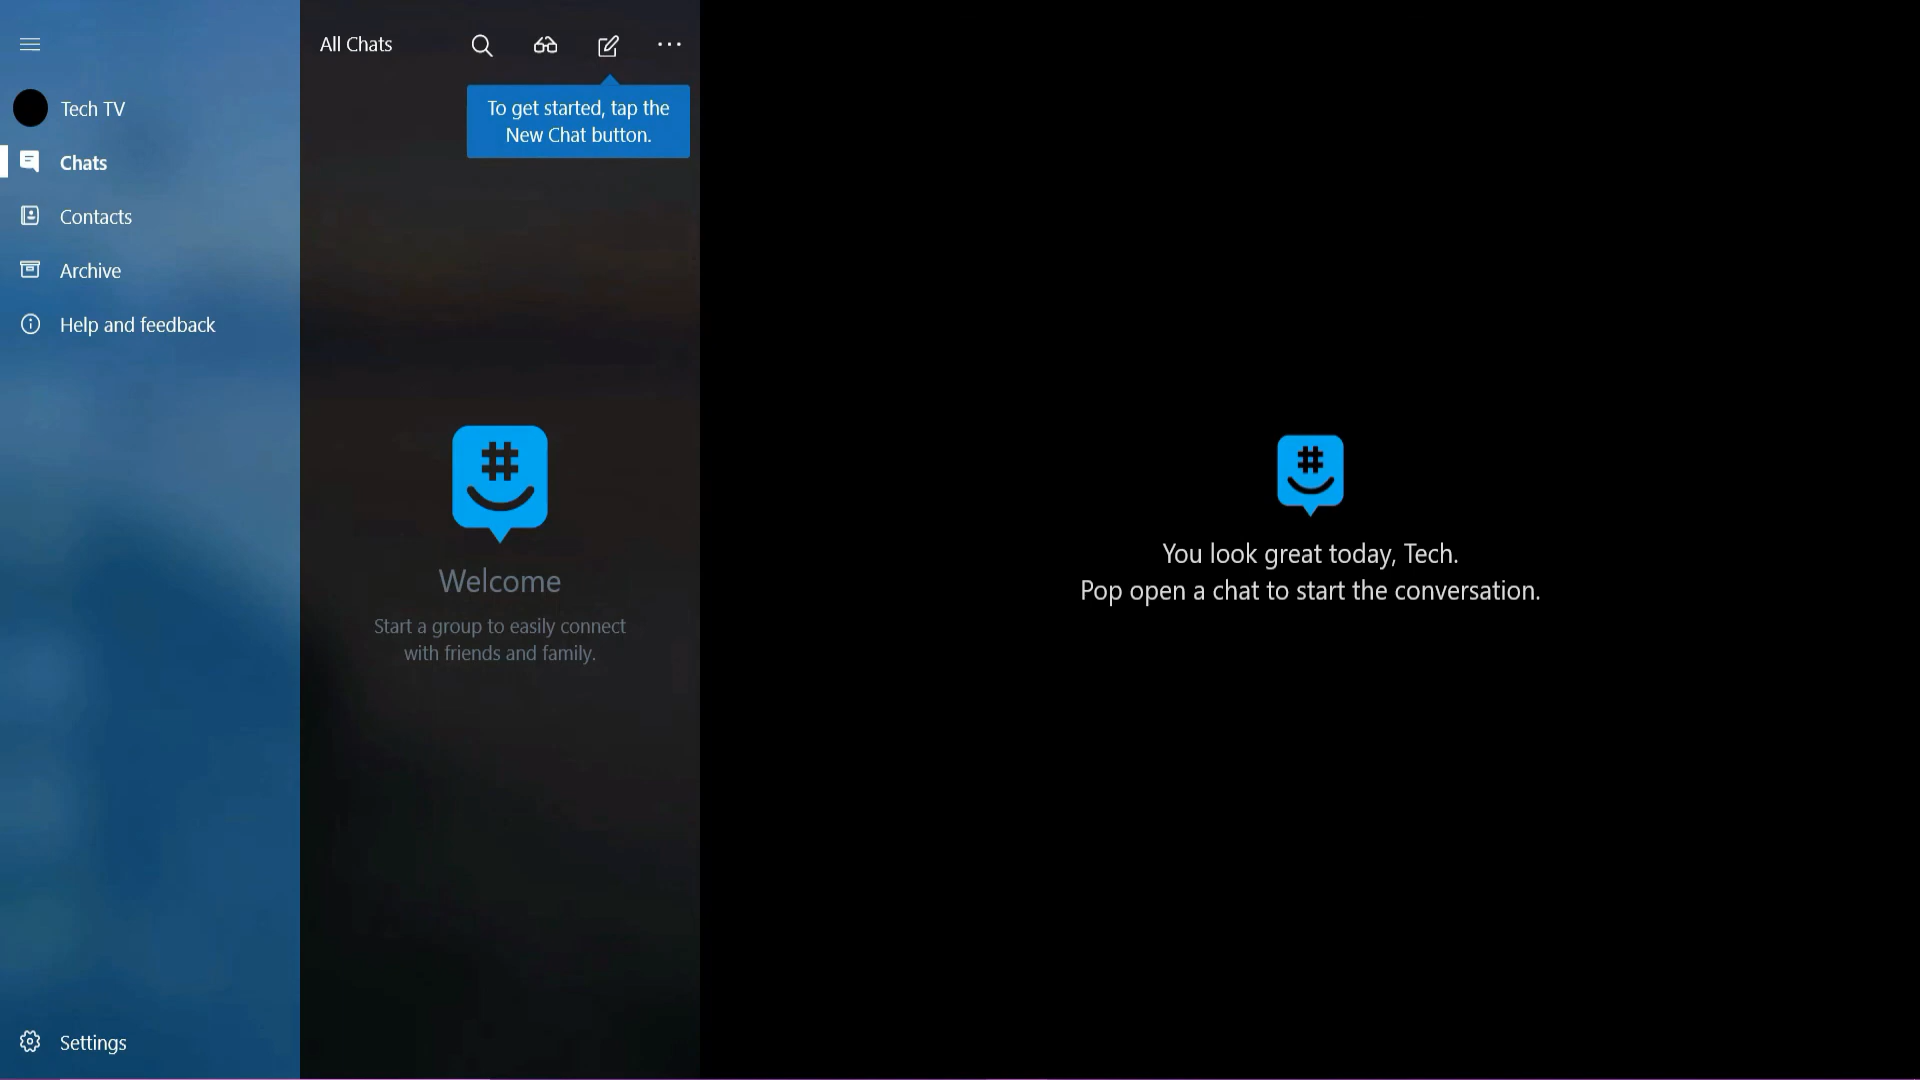 Tech TV
Chats
Contacts
Archive
Help and feedback
Settings
All Chats
To get started, tap the
New Chat button.
#
Welcome
Start a group to easily connect
with friends and family.
#
You look great today, Tech.
Pop open a chat to start the conversation.